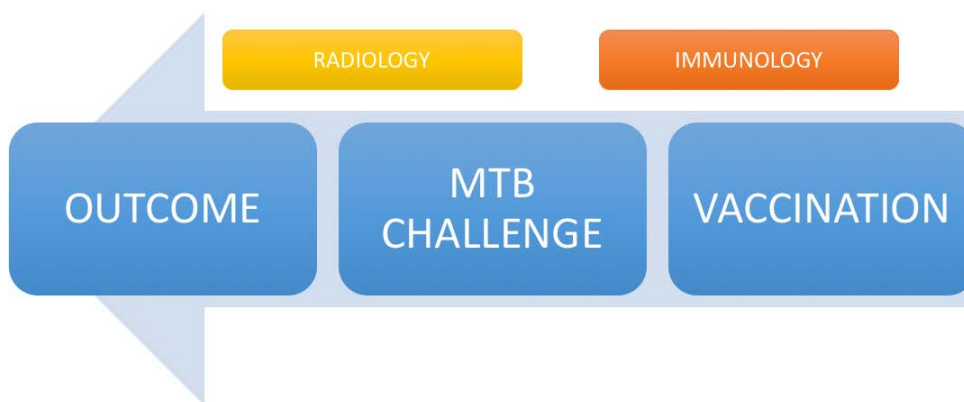 RADIOLOGY
IMMUNOLOGY
OUTCOME
MTB
CHALLENGE
VACCINATION